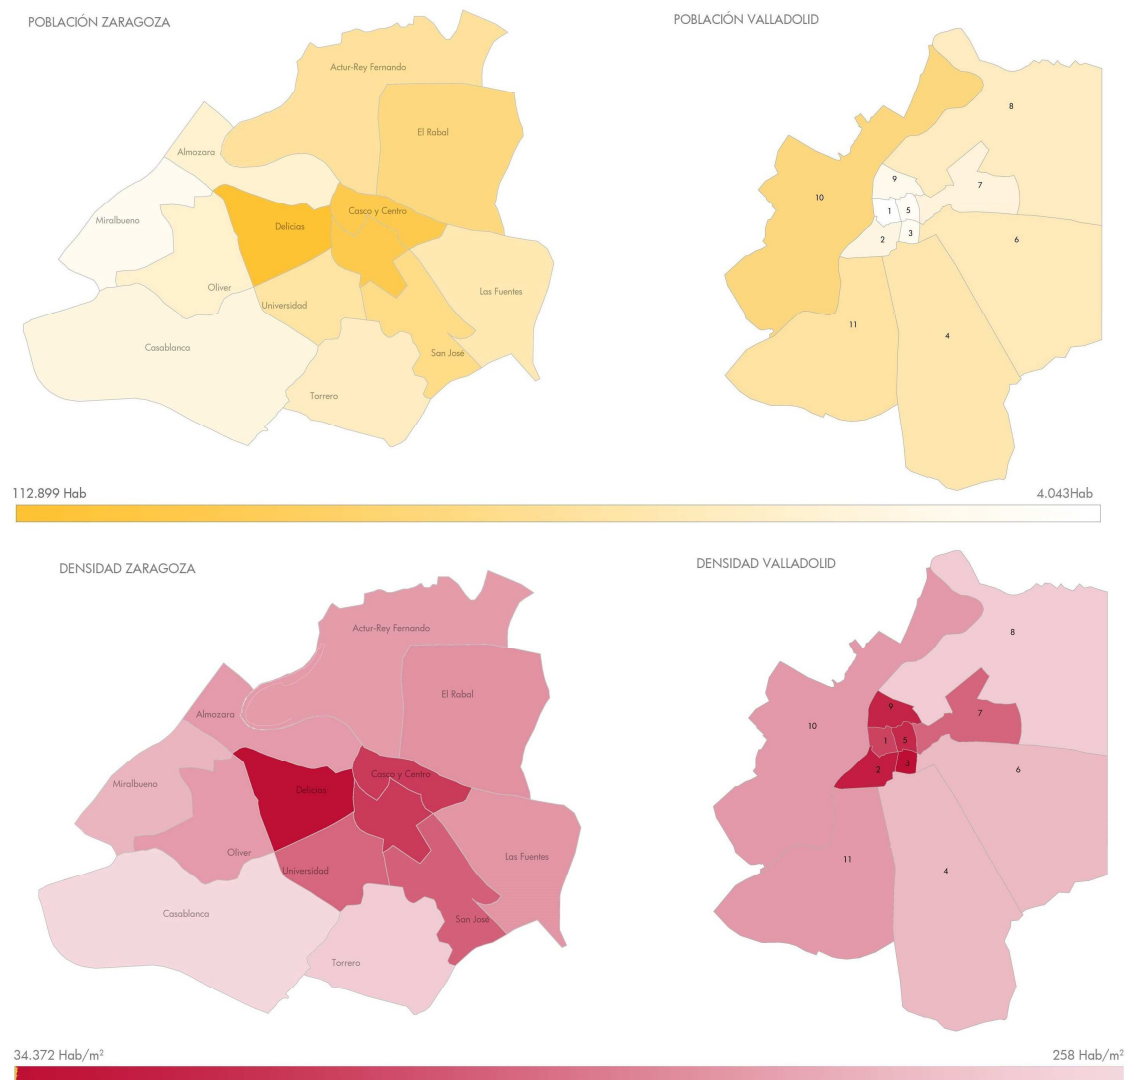 POBLACIÓN ZARAGOZA
POBLACIÓN VALLADOLID
Actur-Rey Fernando
El Rabal
Almozara
Miralbueno
Casco y Centro
Delicias
Oliver
Universidad
Las Fuentes
Casablanca
San José
Torrero
8
9
7
10
1
5
3
2
6
11
4
112.899 Hab
4.043Hab
DENSIDAD ZARAGOZA
DENSIDAD VALLADOLID
Actur-Rey Fernando
El Rabal
Almozara
Casco y Centro
Miralbueno
Delicias
Oliver
Universidad
Las Fuentes
Casablanca
San José
Torrero
8
9
7
10
1
5
3
2
6
11
4
34.372 Hab/m²
258 Hab/m²